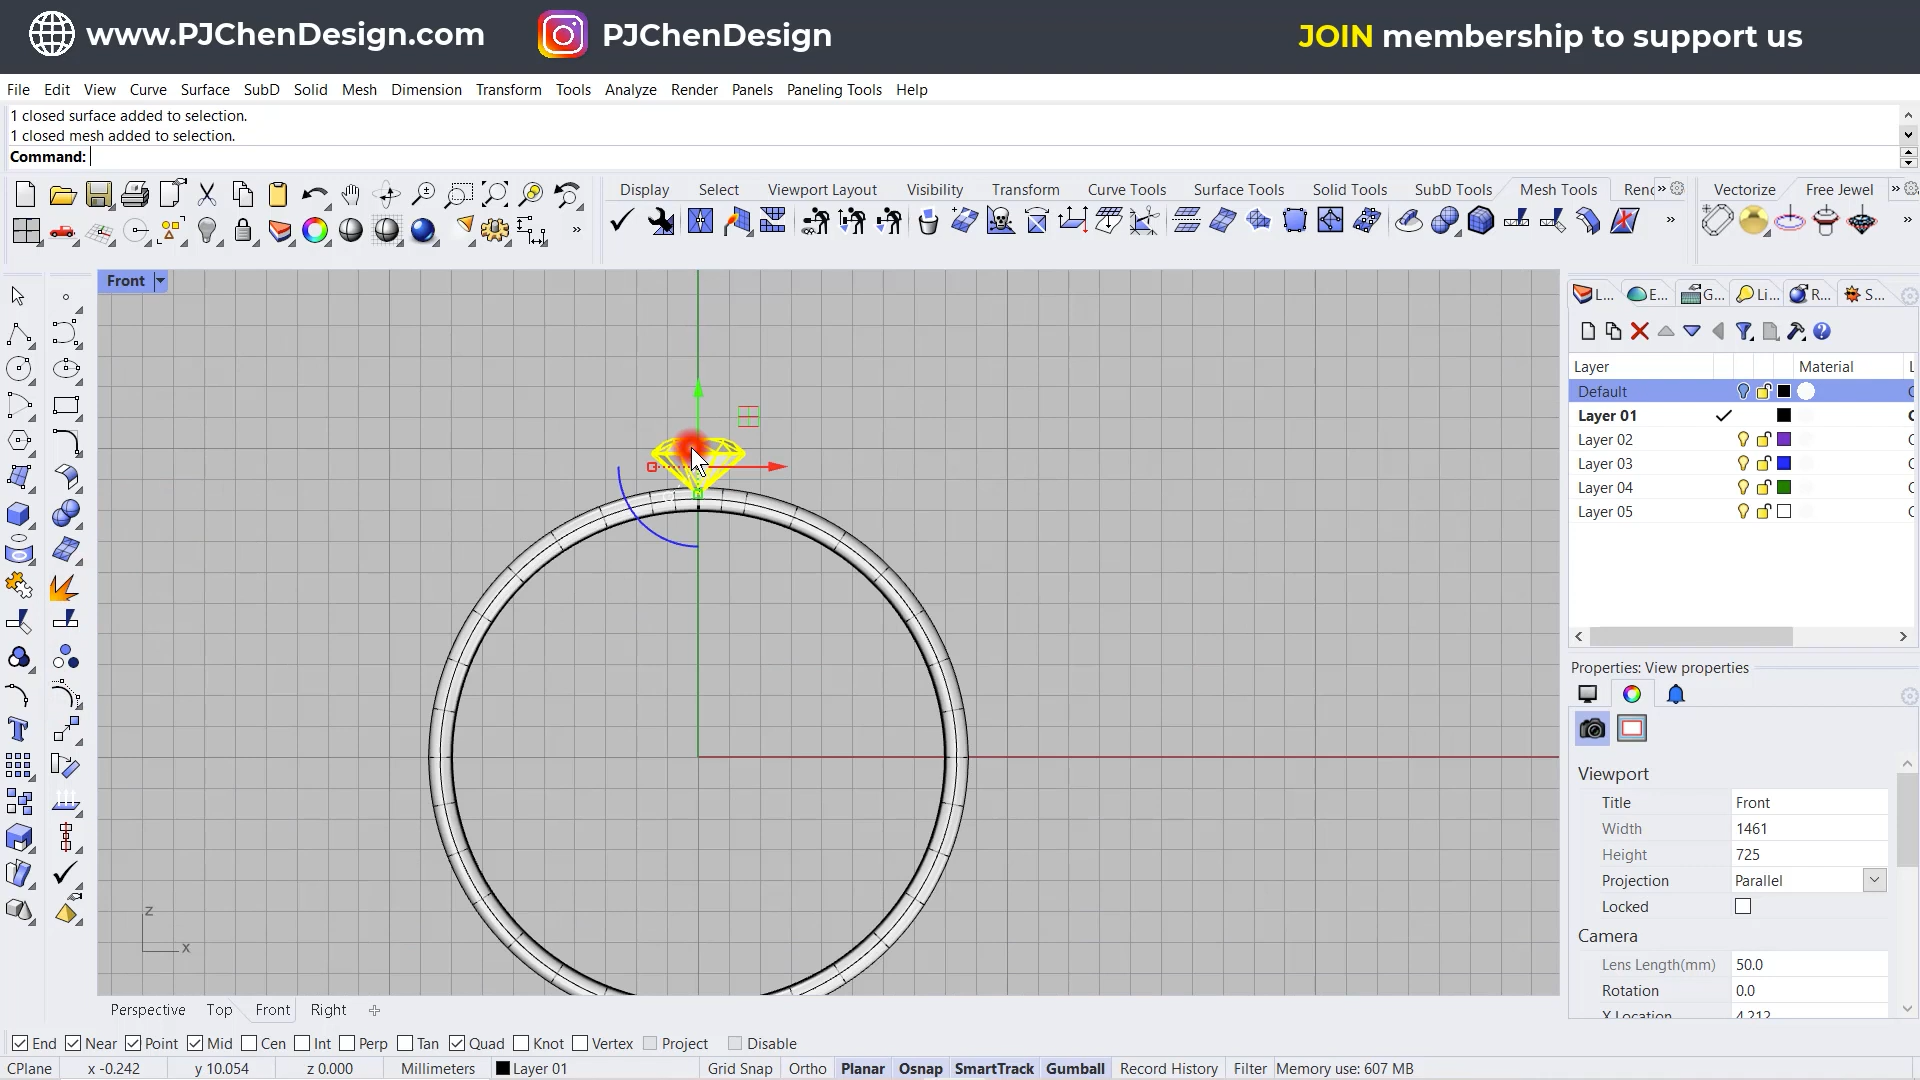 www.PJChenDesign.com PJChenDesign JOIN membership to support us
File Edit View Curve Surface SubD Solid Mesh Dimension Transform Tools Analyze Render Panels Paneling Tools Help
1 closed surface added to selection.
1 closed mesh added to selection.
Command:
Display Select Viewport Layout Visibility Transform Curve Tools Surface Tools Solid Tools SubD Tools Mesh Tools Vectorize Free Jewel
Front
L... E... G... Li... R... S...
Layer Material
Default
Layer 01
Layer 02
Layer 03
Layer 04
Layer 05
Properties: View properties
Viewport
Title Front
Width 1461
Height 725
Projection Parallel
Locked
Camera
Lens Length(mm) 50.0
Rotation 0.0
X Location 4.212
z
x
Perspective Top Front Right
End Near Point Mid Cen Int Perp Tan Quad Knot Vertex Project Disable
CPlane x -0.242 y 10.054 z 0.000 Millimeters Layer 01 Grid Snap Ortho Planar Osnap SmartTrack Gumball Record History Filter Memory use: 607 MB